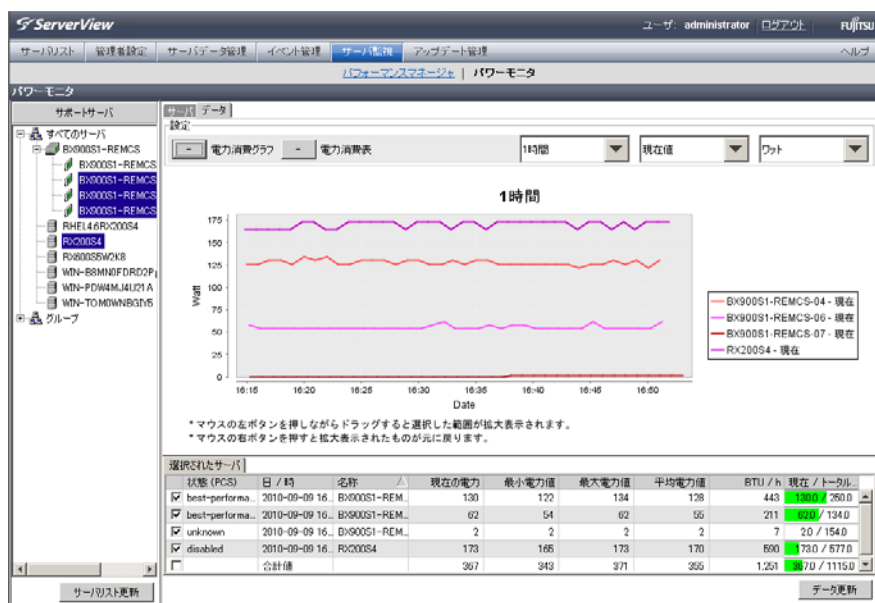 ServerView ユーザ: administrator ログアウト FUJITSU
サーバリスト 管理者設定 サーバデータ管理 イベント管理 サーバ監視 アップデート管理 ヘルプ
パフォーマンスマネージャ | パワーモニタ
パワーモニタ
サポートサーバ
すべてのサーバ
BX900S1-REMCS
BX900S1-REMCS
BX900S1-REMCS
BX900S1-REMCS
BX900S1-REMCS
RHEL4.6RX200S4
RX200S4
RX600S5W2K8
WIN-B8MN0FDRD2P
WIN-PDW4MJ4U21A
WIN-TOM0WNBGIV5
グループ
サーバリスト更新
サーバ データ
設定
- 電力消費グラフ - 電力消費表 1時間 現在値 ワット
1時間
175
150
125
100
75
50
25
0
Watt
16:15 16:20 16:25 16:30 16:35 16:40 16:45 16:50
Date
BX900S1-REMCS-04 - 現在
BX900S1-REMCS-06 - 現在
BX900S1-REMCS-07 - 現在
RX200S4 - 現在
*マウスの左ボタンを押しながらドラッグすると選択した範囲が拡大表示されます。
*マウスの右ボタンを押すと拡大表示されたものが元に戻ります。
選択されたサーバ
状態 (PCS) 日 / 時 名称 現在の電力 最小電力値 最大電力値 平均電力値 BTU / h 現在 / トータル...
best-performa... 2010-09-09 16... BX900S1-REM... 130 122 134 128 443 130.0 / 250.0
best-performa... 2010-09-09 16... BX900S1-REM... 62 54 62 55 211 62.0 / 134.0
unknown 2010-09-09 16... BX900S1-REM... 2 2 2 2 7 2.0 / 154.0
disabled 2010-09-09 16... RX200S4 173 165 173 170 590 173.0 / 577.0
合計値 367 343 371 355 1,251 367.0 / 1115.0
データ更新